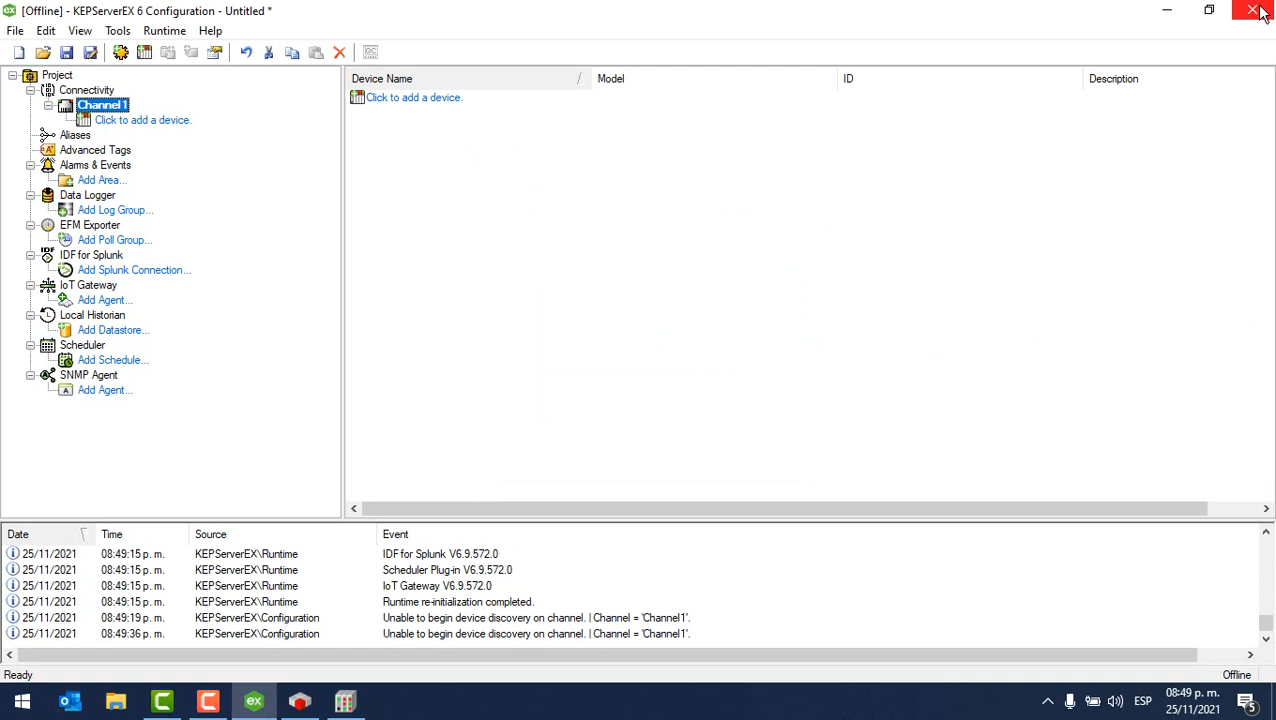 [Offline] - KEPServerEX 6 Configuration - Untitled *
File Edit View Tools Runtime Help
Project
Connectivity
Channel1
Click to add a device.
Aliases
Advanced Tags
Alarms & Events
Add Area...
Data Logger
Add Log Group...
EFM Exporter
Add Poll Group...
IDF for Splunk
Add Splunk Connection...
IoT Gateway
Add Agent...
Local Historian
Add Datastore...
Scheduler
Add Schedule...
SNMP Agent
Add Agent...
Device Name Model ID Description
Click to add a device.
Date Time Source Event
25/11/2021 08:49:15 p. m. KEPServerEX\Runtime IDF for Splunk V6.9.572.0
25/11/2021 08:49:15 p. m. KEPServerEX\Runtime Scheduler Plug-in V6.9.572.0
25/11/2021 08:49:15 p. m. KEPServerEX\Runtime IoT Gateway V6.9.572.0
25/11/2021 08:49:15 p. m. KEPServerEX\Runtime Runtime re-initialization completed.
25/11/2021 08:49:19 p. m. KEPServerEX\Configuration Unable to begin device discovery on channel. | Channel = 'Channel1'.
25/11/2021 08:49:36 p. m. KEPServerEX\Configuration Unable to begin device discovery on channel. | Channel = 'Channel1'.
Ready Offline
ESP
08:49 p. m.
25/11/2021
5